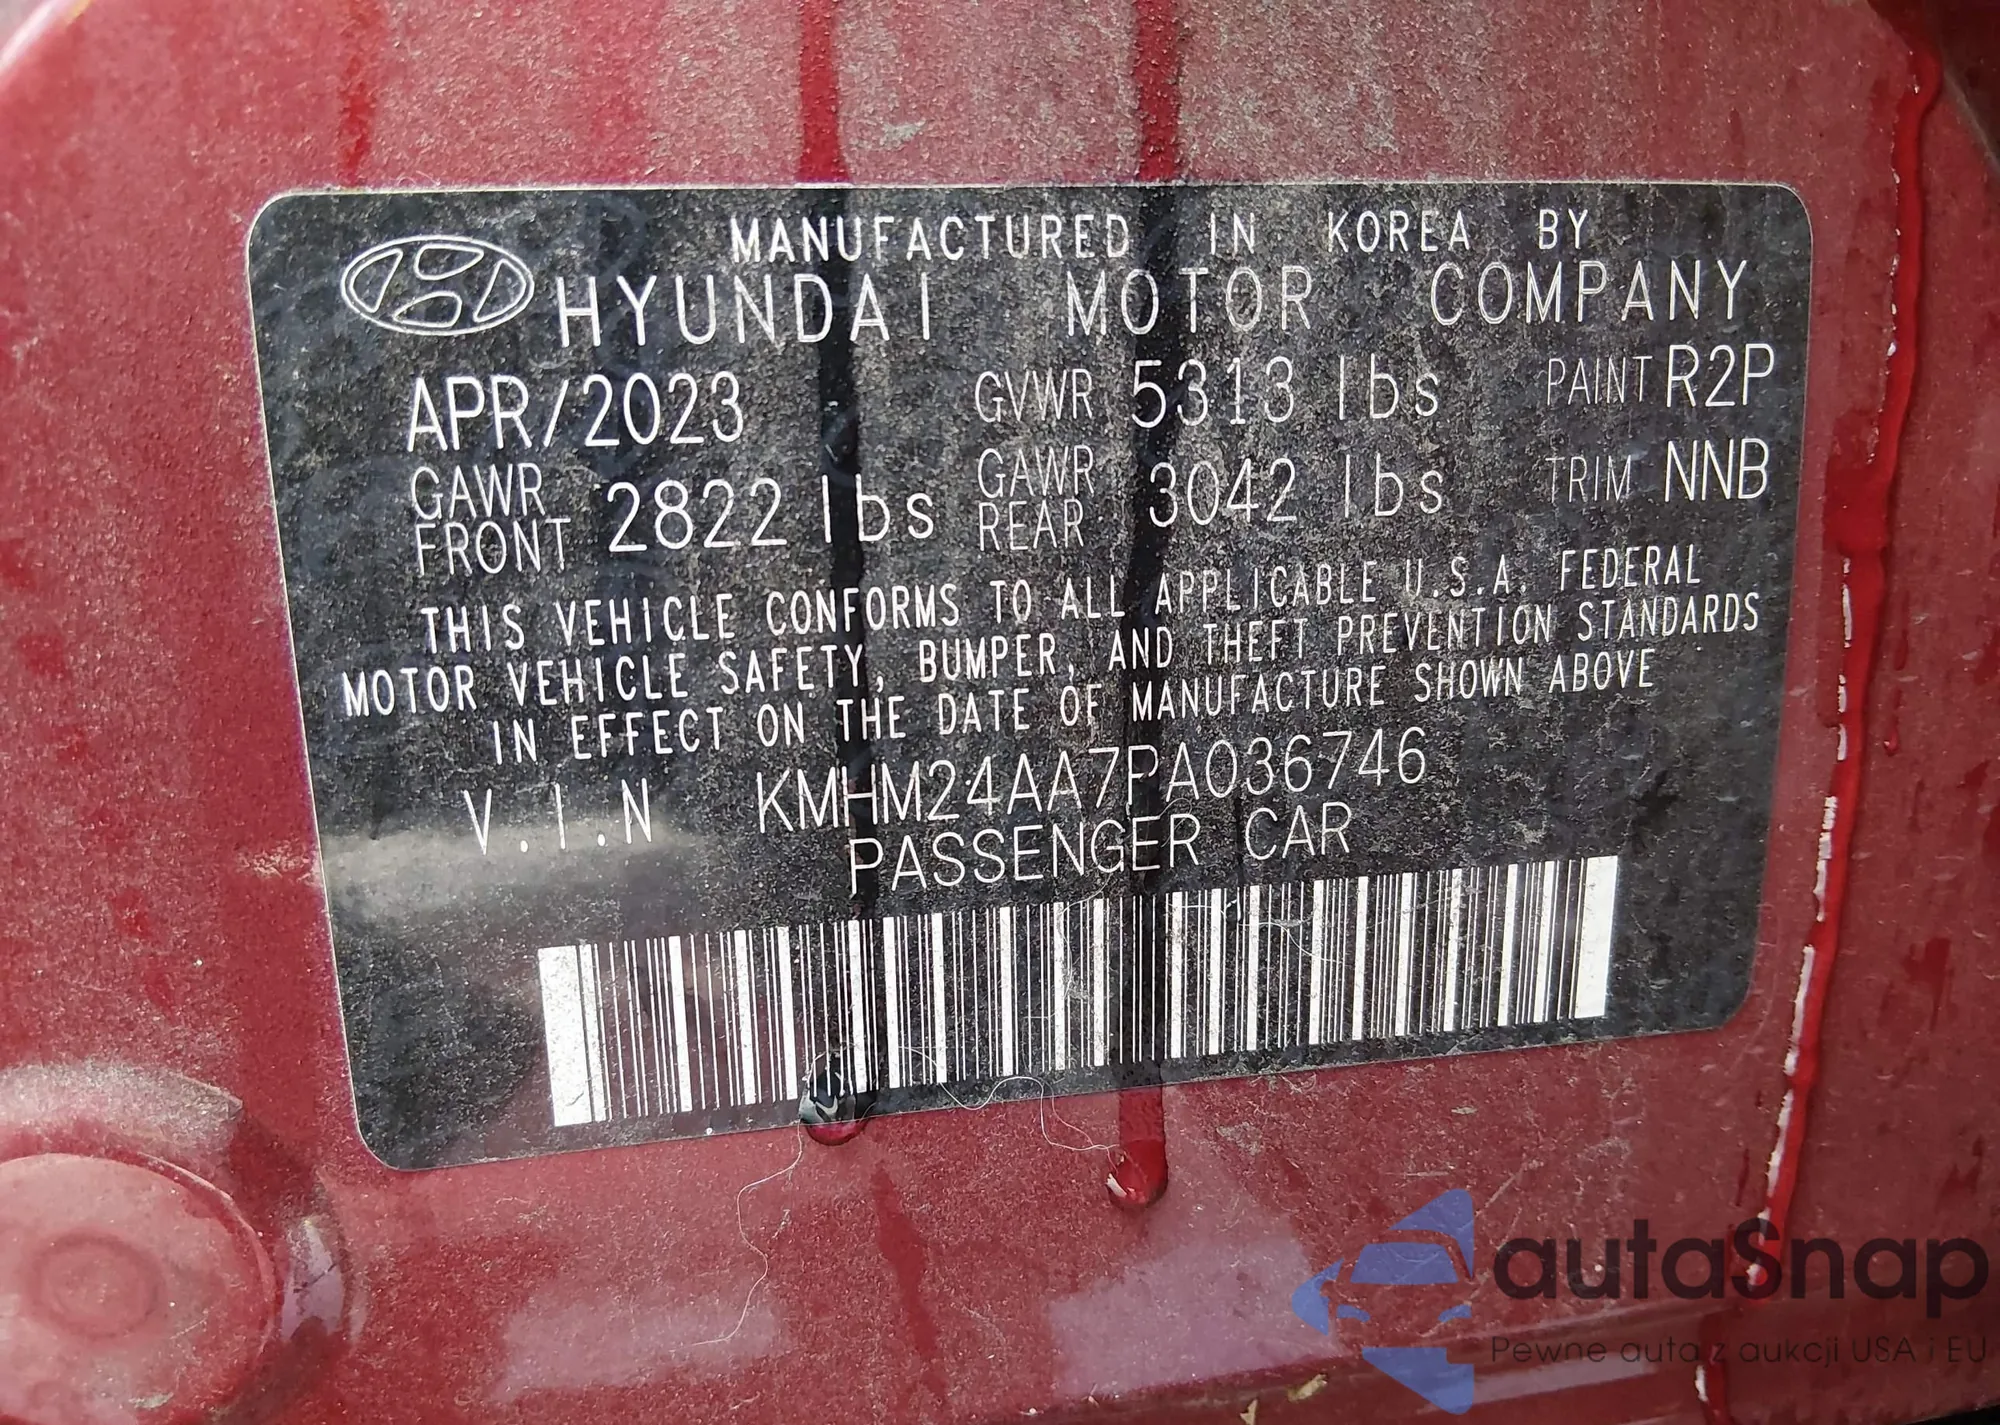 MANUFACTURED IN KOREA BY
HYUNDAI MOTOR COMPANY
APR/2023 GVWR 5313 lbs PAINT R2P
GAWR FRONT 2822 lbs GAWR REAR 3042 lbs TRIM NNB
THIS VEHICLE CONFORMS TO ALL APPLICABLE U.S.A. FEDERAL
MOTOR VEHICLE SAFETY, BUMPER, AND THEFT PREVENTION STANDARDS
IN EFFECT ON THE DATE OF MANUFACTURE SHOWN ABOVE
V.I.N KMHM24AA7PA036746
PASSENGER CAR
autaSnap
Pewne auta z aukcji USA i EU